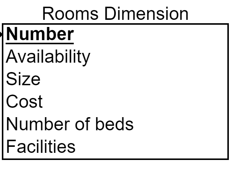 Rooms Dimension
Number
Availability
Size
Cost
Number of beds
Facilities